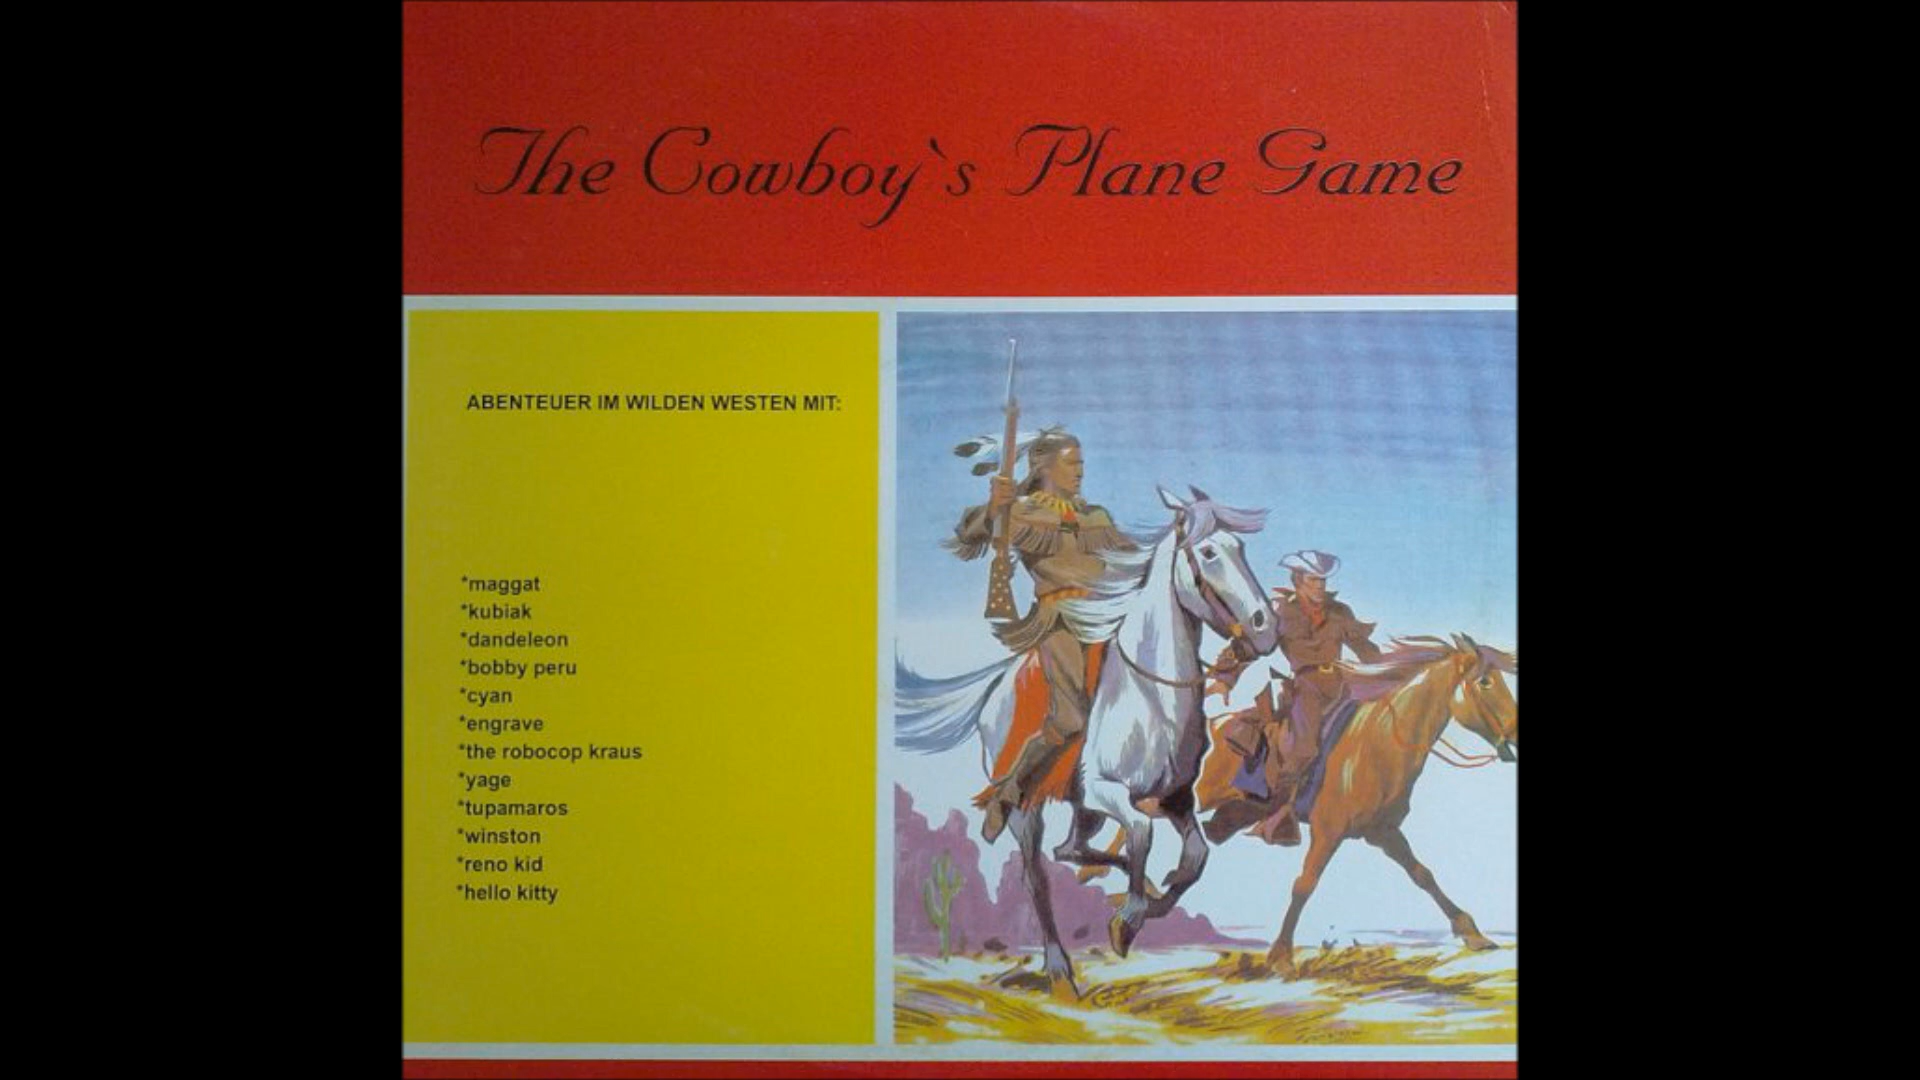 The Cowboy`s Plane Game
ABENTEUER IM WILDEN WESTEN MIT:
*maggat
*kubiak
*dandeleon
*bobby peru
*cyan
*engrave
*the robocop kraus
*yage
*tupamaros
*winston
*reno kid
*hello kitty